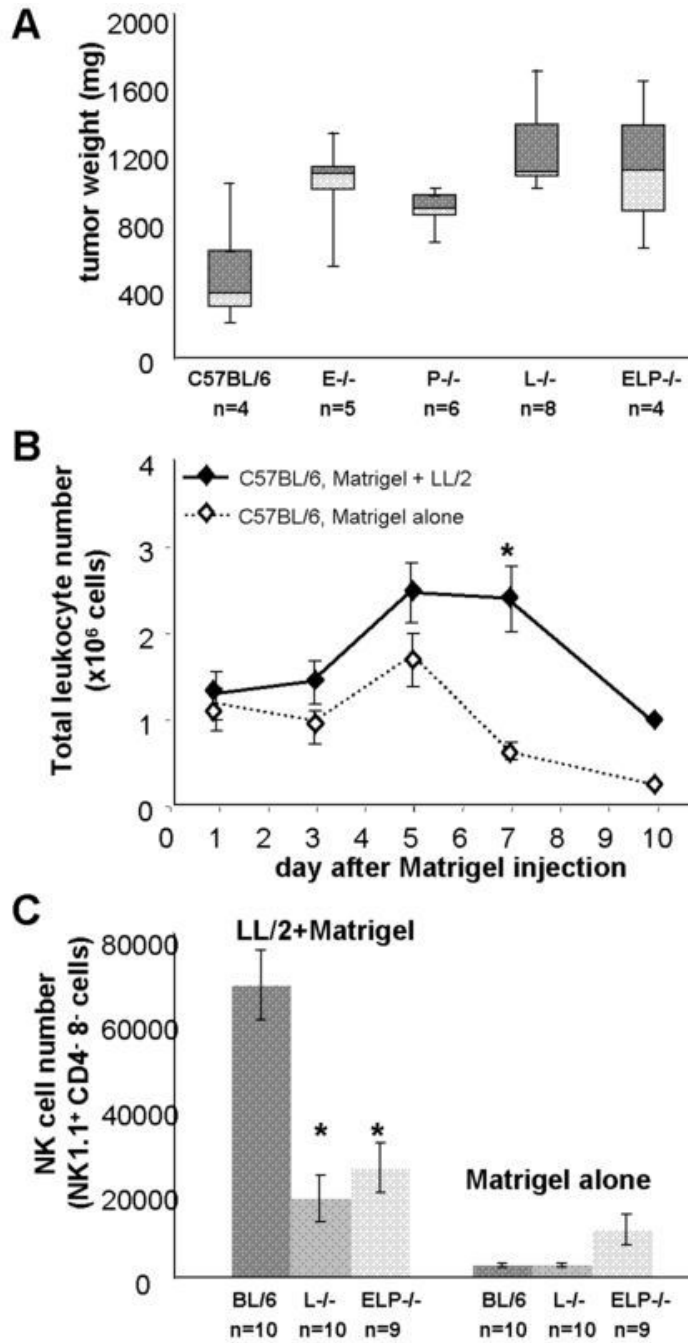 A
tumor weight (mg)
2000
1600
1200
800
400
0
C57BL/6 E-/- P-/- L-/- ELP-/-
n=4 n=5 n=6 n=8 n=4
B
Total leukocyte number
(x10⁶ cells)
4
3
2
1
0
C57BL/6, Matrigel + LL/2
C57BL/6, Matrigel alone
*
0 1 2 3 4 5 6 7 8 10
day after Matrigel injection
C
NK cell number
(NK1.1⁺ CD4⁻ 8⁻ cells)
80000
60000
40000
20000
0
LL/2+Matrigel
* *
Matrigel alone
BL/6 L-/- ELP-/- BL/6 L-/- ELP-/-
n=10 n=10 n=9 n=10 n=10 n=9